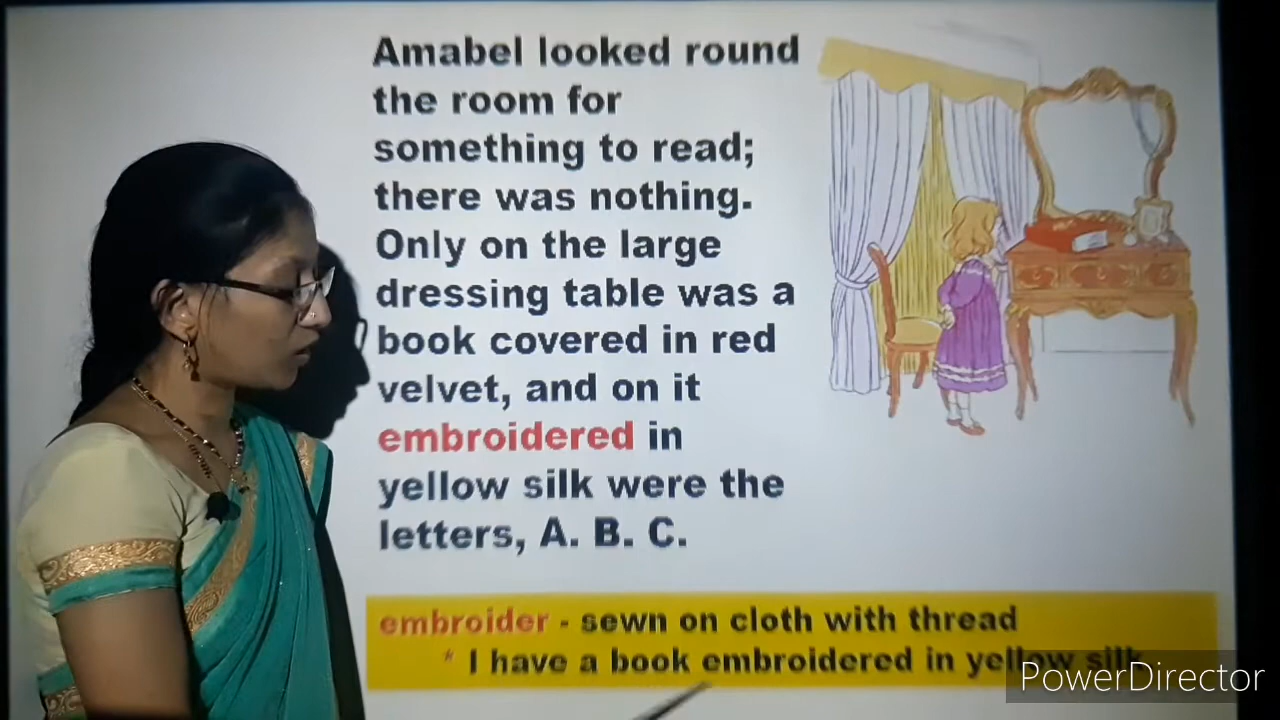 Amabel looked round
the room for
something to read;
there was nothing.
Only on the large
dressing table was a
book covered in red
velvet, and on it
embroidered in
yellow silk were the
letters, A. B. C.
embroider - sewn on cloth with thread
* I have a book embroidered in yellow silk
PowerDirector